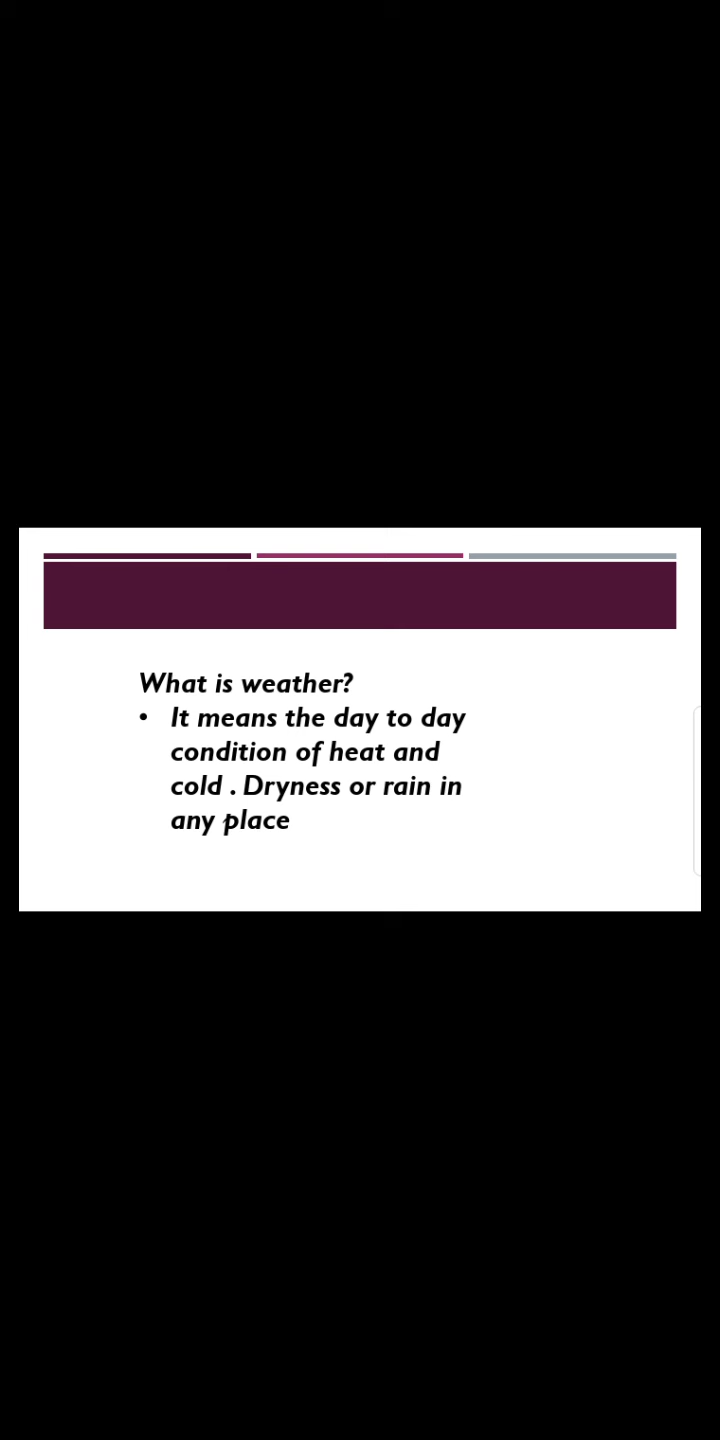 What is weather?
• It means the day to day
condition of heat and
cold . Dryness or rain in
any place